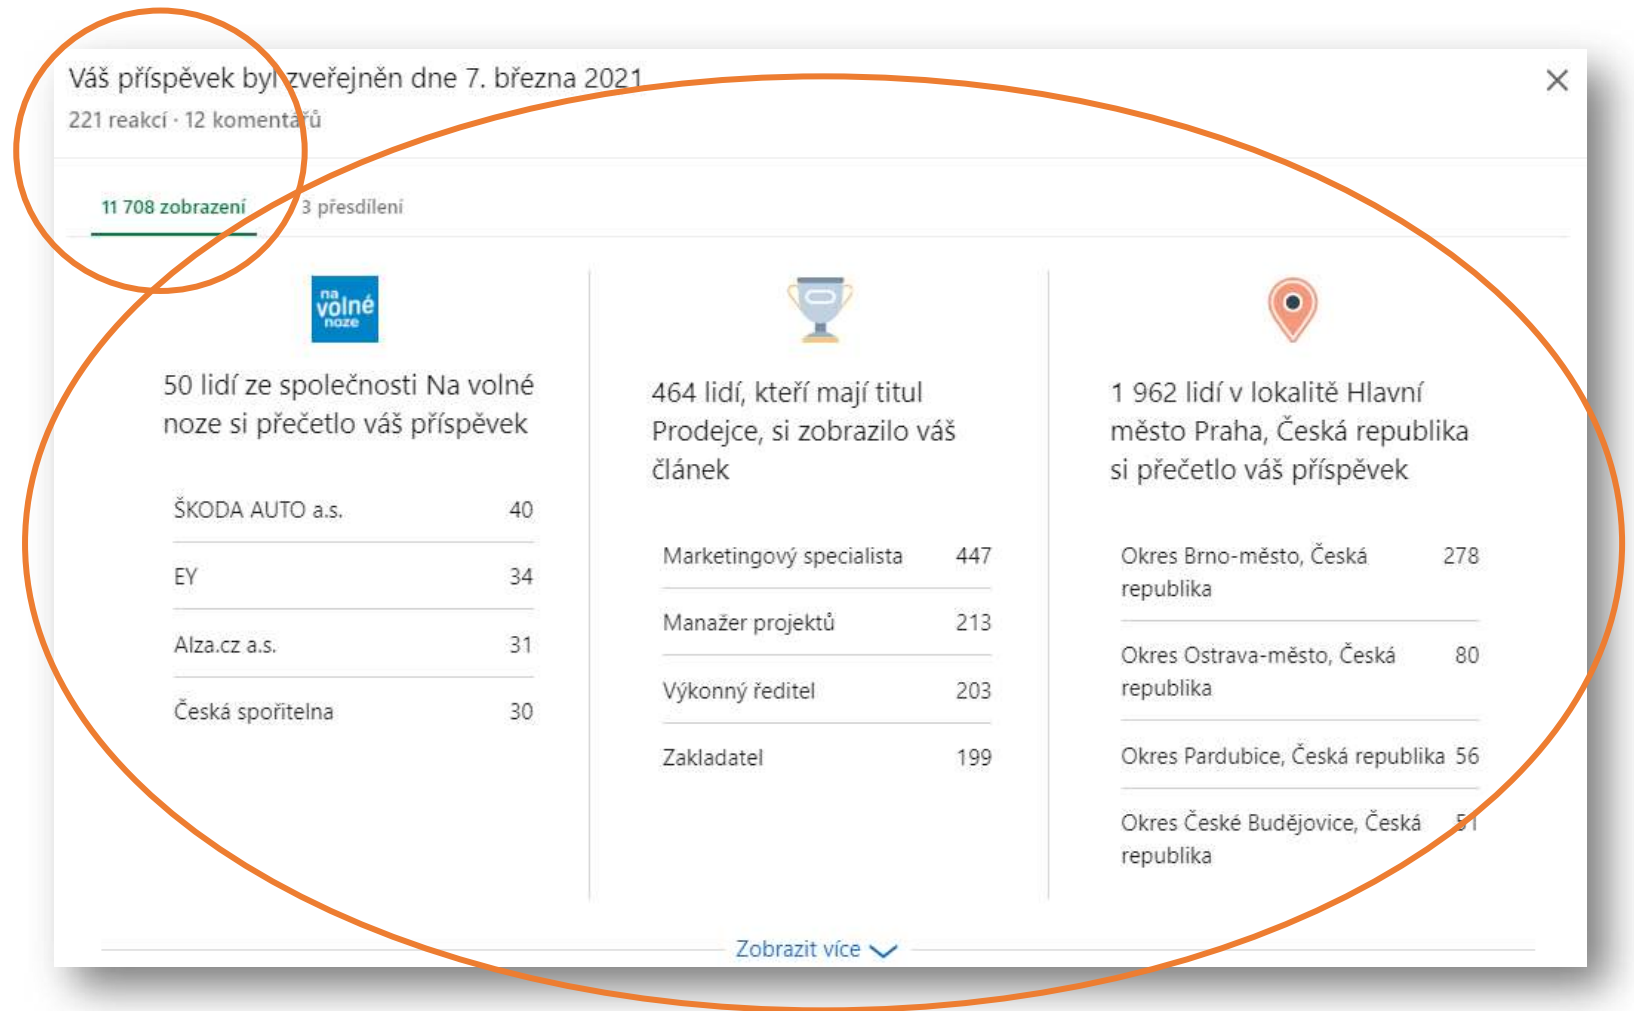 Váš příspěvek byl zveřejněn dne 7. března 2021
221 reakcí · 12 komentářů
11 708 zobrazení
3 přesdílení
na
volné
noze
50 lidí ze společnosti Na volné
noze si přečetlo váš příspěvek
ŠKODA AUTO a.s. 40
EY 34
Alza.cz a.s. 31
Česká spořitelna 30
464 lidí, kteří mají titul
Prodejce, si zobrazilo váš
článek
Marketingový specialista 447
Manažer projektů 213
Výkonný ředitel 203
Zakladatel 199
1 962 lidí v lokalitě Hlavní
město Praha, Česká republika
si přečetlo váš příspěvek
Okres Brno-město, Česká 278
republika
Okres Ostrava-město, Česká 80
republika
Okres Pardubice, Česká republika 56
Okres České Budějovice, Česká 51
republika
Zobrazit více